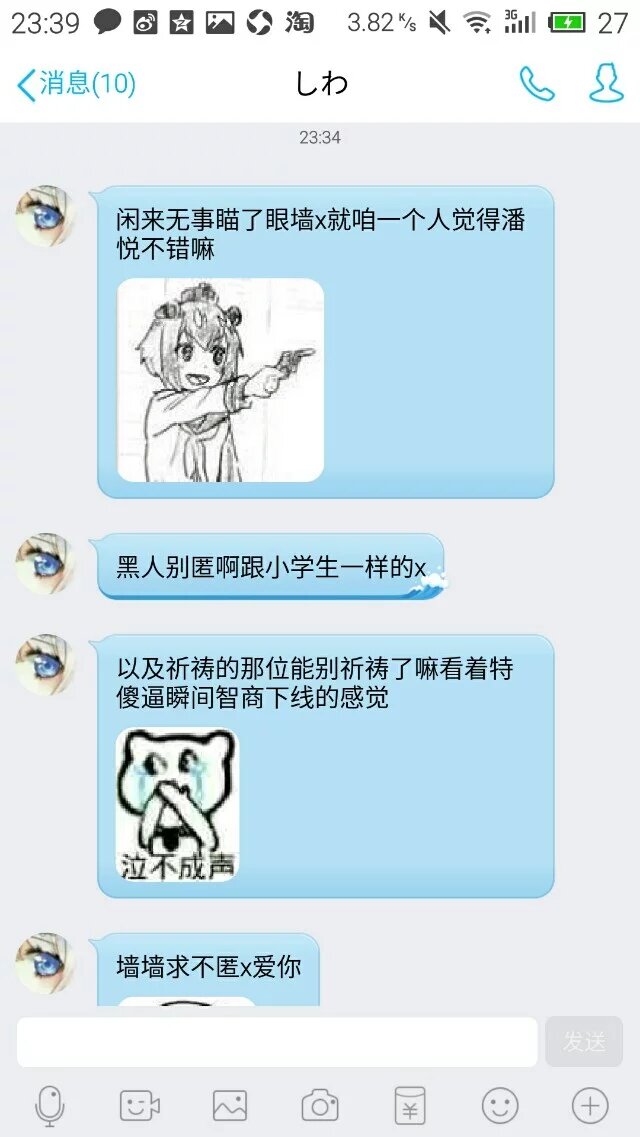 23:39 淘 3.82 K/s 3G 27
消息(10) しわ
23:34
闲来无事瞄了眼墙x就咱一个人觉得潘
悦不错嘛
黑人别匿啊跟小学生一样的x
以及祈祷的那位能别祈祷了嘛看着特
傻逼瞬间智商下线的感觉
泣不成声
墙墙求不匿x爱你
发送